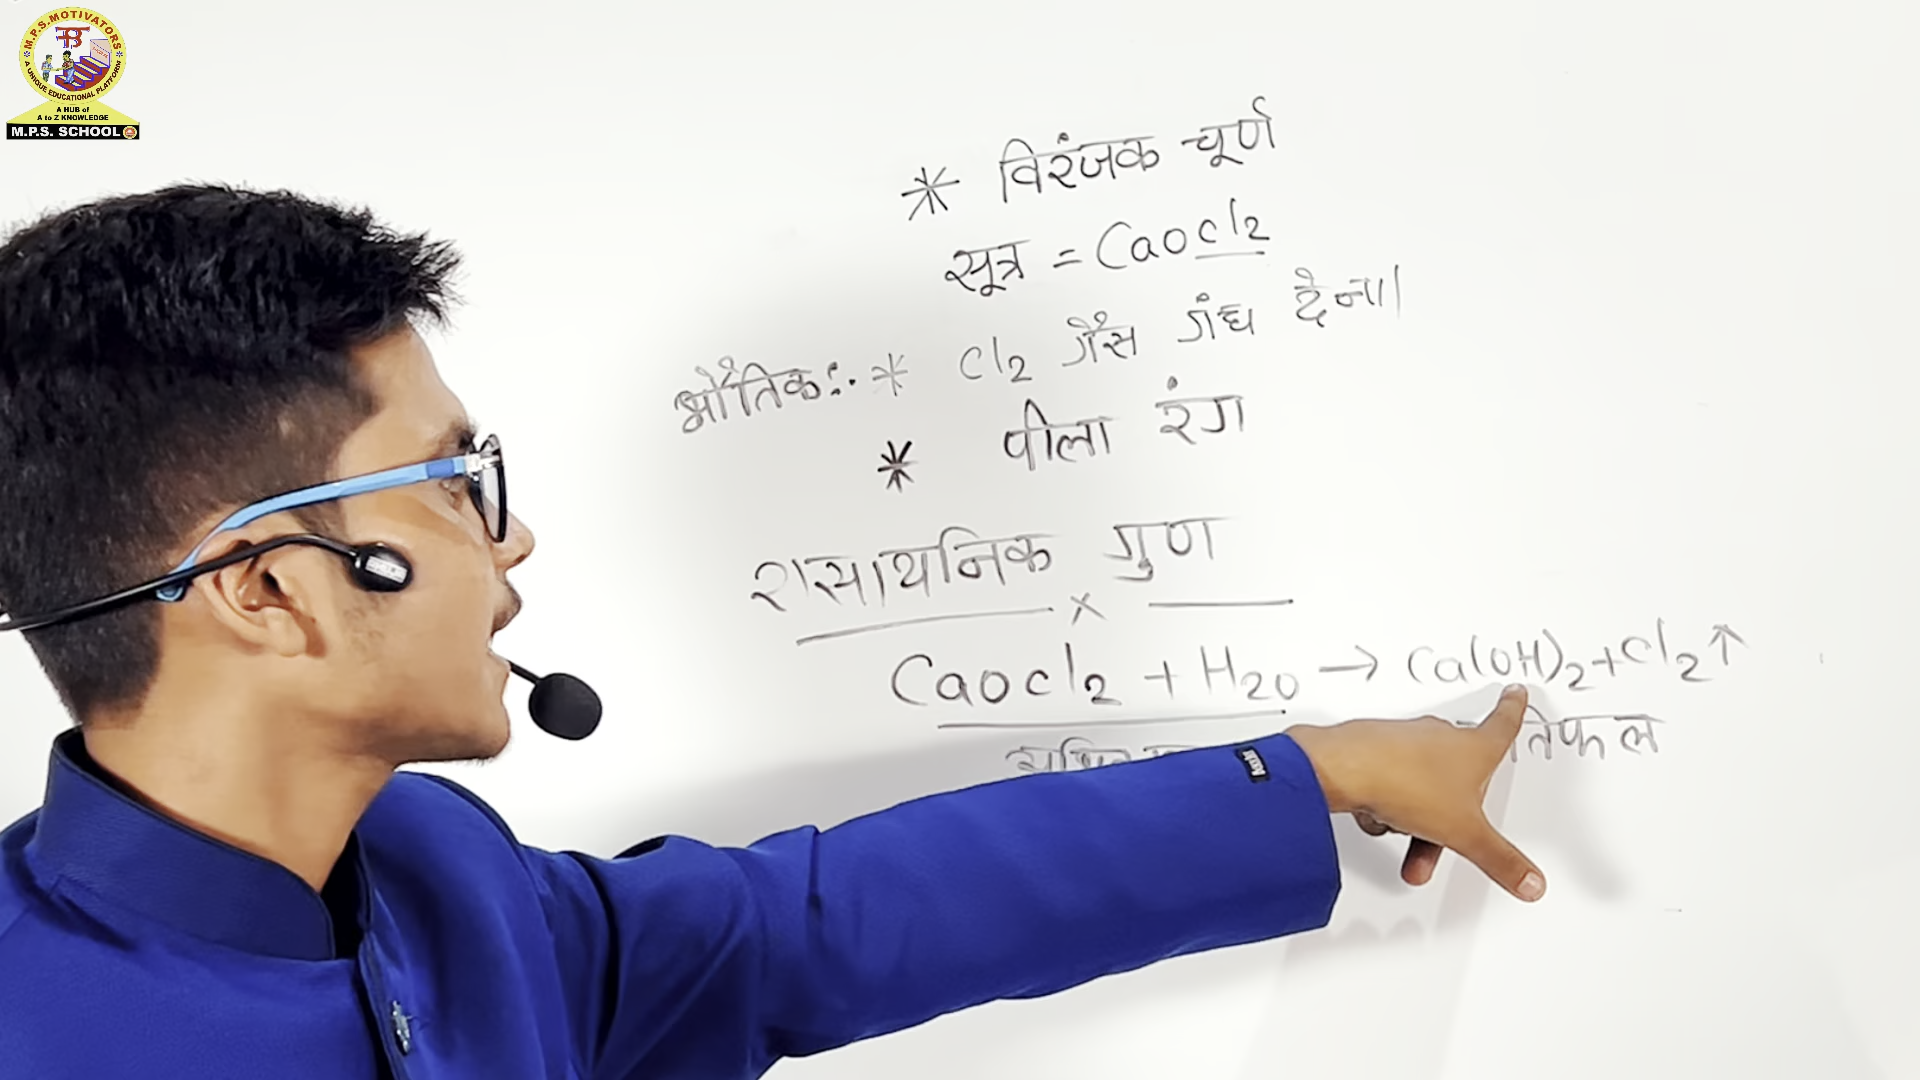 M.P.S.MOTIVATORS
A UNIQUE EDUCATIONAL PLATFORM
A HUB of
A to Z KNOWLEDGE
M.P.S. SCHOOL
* विरंजक चूर्ण
सूत्र = CaOCl2
भौतिक:· * Cl2 गैस गंध देना।
* पीला रंग
रासायनिक गुण
×
CaOCl2 + H2O → Ca(OH)2+Cl2↑